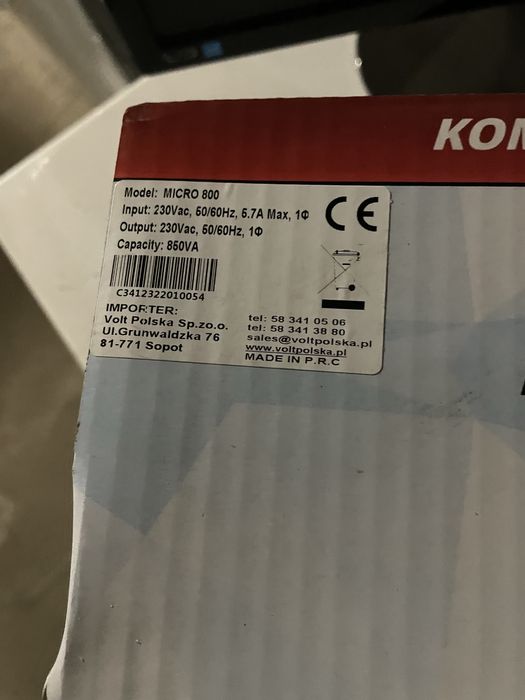 KOM
Model: MICRO 800
Input: 230Vac, 50/60Hz, 5.7A Max, 1Φ
Output: 230Vac, 50/60Hz, 1Φ
Capacity: 850VA
CE
C3412322010054
IMPORTER:
Volt Polska Sp.zo.o.
Ul.Grunwaldzka 76
81-771 Sopot
tel: 58 341 05 06
tel: 58 341 38 80
sales@voltpolska.pl
www.voltpolska.pl
MADE IN P.R.C